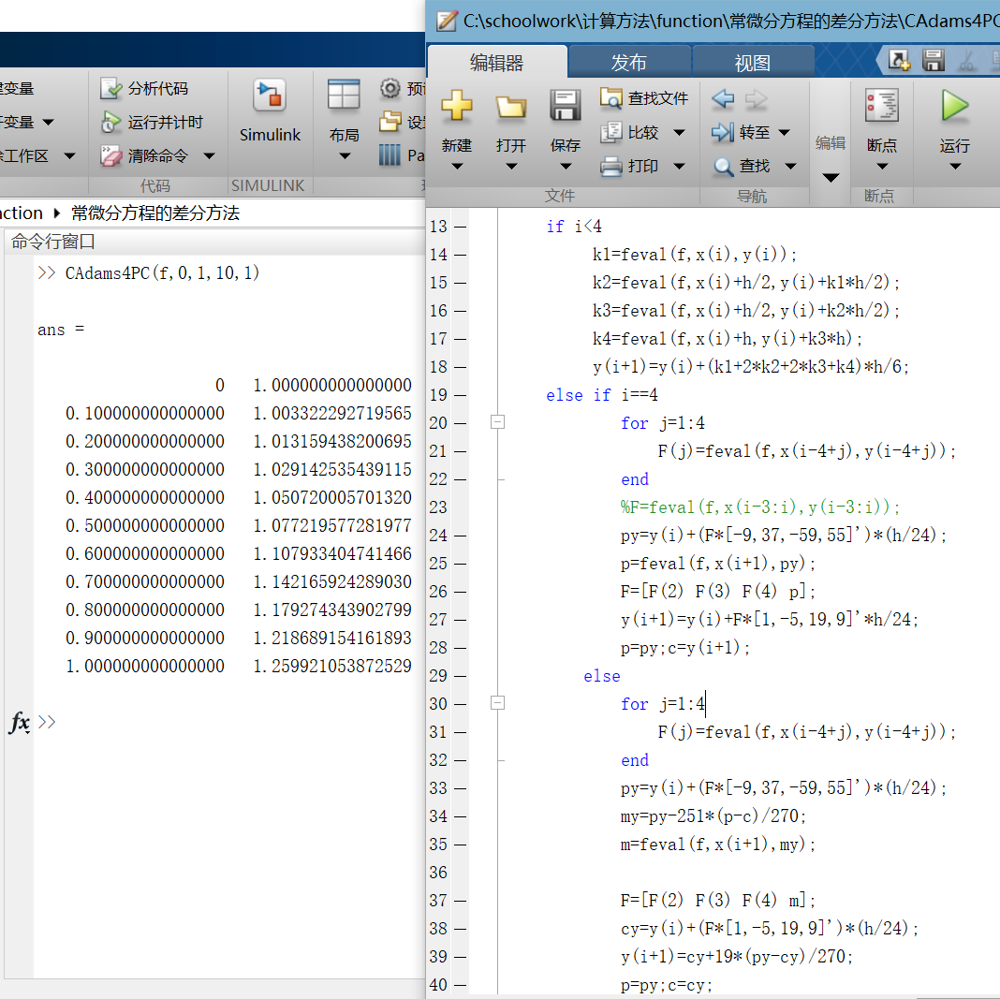 C:\schoolwork\计算方法\function\常微分方程的差分方法\CAdams4PC
编辑器 发布 视图
变量 分析代码
变量 运行并计时 Simulink 布局
工作区 清除命令 Pa
代码 SIMULINK
查找文件
新建 打开 保存 比较 转至 编辑 断点 运行
打印 查找
文件 导航 断点
nction 常微分方程的差分方法
命令行窗口
>> CAdams4PC(f,0,1,10,1)
ans =
0 1.000000000000000
0.100000000000000 1.003322292719565
0.200000000000000 1.013159438200695
0.300000000000000 1.029142535439115
0.400000000000000 1.050720005701320
0.500000000000000 1.077219577281977
0.600000000000000 1.107933404741466
0.700000000000000 1.142165924289030
0.800000000000000 1.179274343902799
0.900000000000000 1.218689154161893
1.000000000000000 1.259921053872529
fx >>
13 — if i<4
14 — k1=feval(f,x(i),y(i));
15 — k2=feval(f,x(i)+h/2,y(i)+k1*h/2);
16 — k3=feval(f,x(i)+h/2,y(i)+k2*h/2);
17 — k4=feval(f,x(i)+h,y(i)+k3*h);
18 — y(i+1)=y(i)+(k1+2*k2+2*k3+k4)*h/6;
19 — else if i==4
20 — for j=1:4
21 — F(j)=feval(f,x(i-4+j),y(i-4+j));
22 — end
23 %F=feval(f,x(i-3:i),y(i-3:i));
24 — py=y(i)+(F*[-9,37,-59,55]')*(h/24);
25 — p=feval(f,x(i+1),py);
26 — F=[F(2) F(3) F(4) p];
27 — y(i+1)=y(i)+F*[1,-5,19,9]'*h/24;
28 — p=py;c=y(i+1);
29 — else
30 — for j=1:4
31 — F(j)=feval(f,x(i-4+j),y(i-4+j));
32 — end
33 — py=y(i)+(F*[-9,37,-59,55]')*(h/24);
34 — my=py-251*(p-c)/270;
35 — m=feval(f,x(i+1),my);
36
37 — F=[F(2) F(3) F(4) m];
38 — cy=y(i)+(F*[1,-5,19,9]')*(h/24);
39 — y(i+1)=cy+19*(py-cy)/270;
40 — p=py;c=cy;